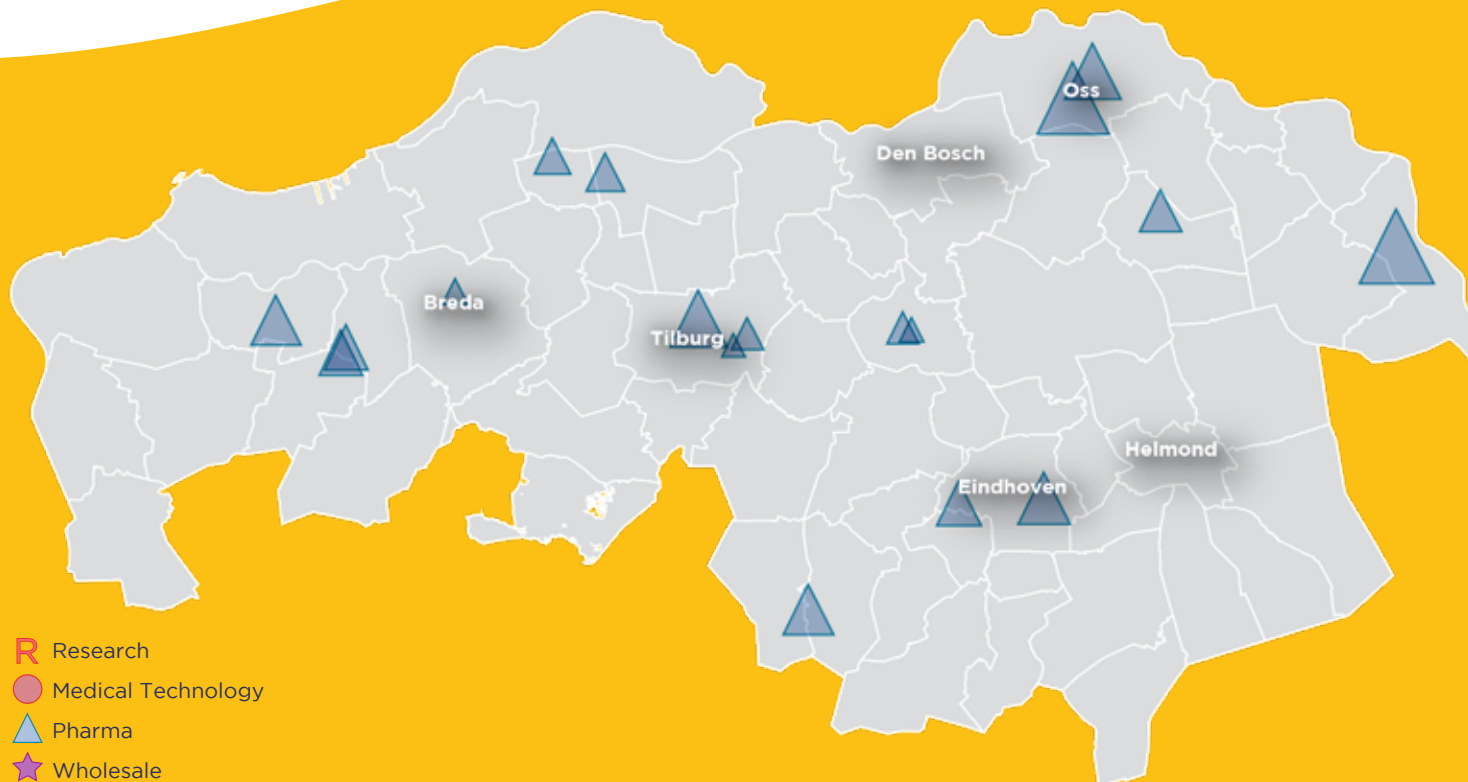 Oss
Den Bosch
Breda
Tilburg
Helmond
Eindhoven
R Research
Medical Technology
Pharma
Wholesale